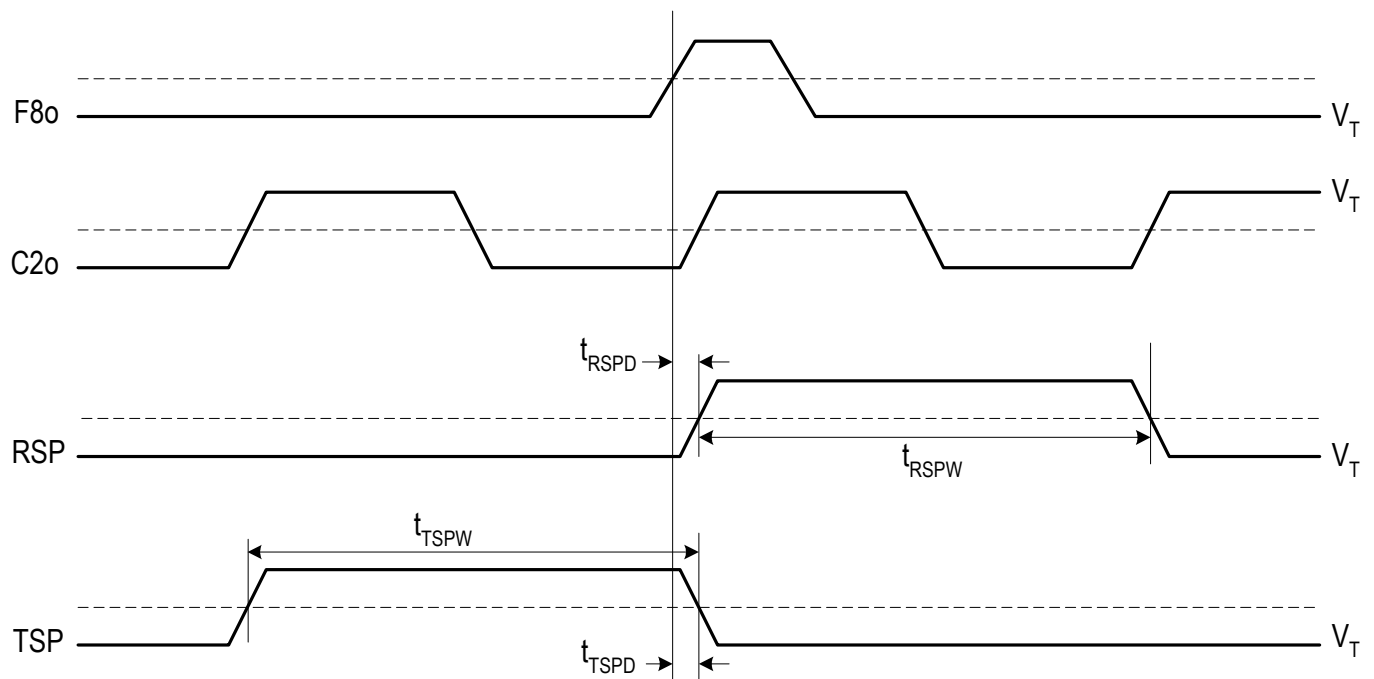 F8o
V_T
V_T
C2o
t_RSPD
RSP
t_RSPW
V_T
t_TSPW
TSP
V_T
t_TSPD